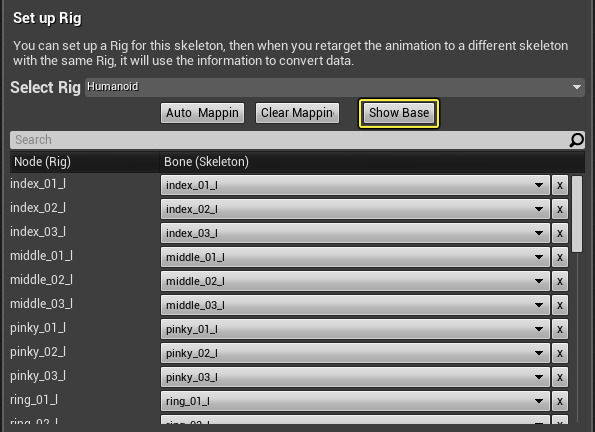 Set up Rig
You can set up a Rig for this skeleton, then when you retarget the animation to a different skeleton
with the same Rig, it will use the information to convert data.
Select Rig Humanoid
Auto Mappin Clear Mappin Show Base
Search
Node (Rig) Bone (Skeleton)
index_01_l index_01_l x
index_02_l index_02_l x
index_03_l index_03_l x
middle_01_l middle_01_l x
middle_02_l middle_02_l x
middle_03_l middle_03_l x
pinky_01_l pinky_01_l x
pinky_02_l pinky_02_l x
pinky_03_l pinky_03_l x
ring_01_l ring_01_l x
ring_02_l